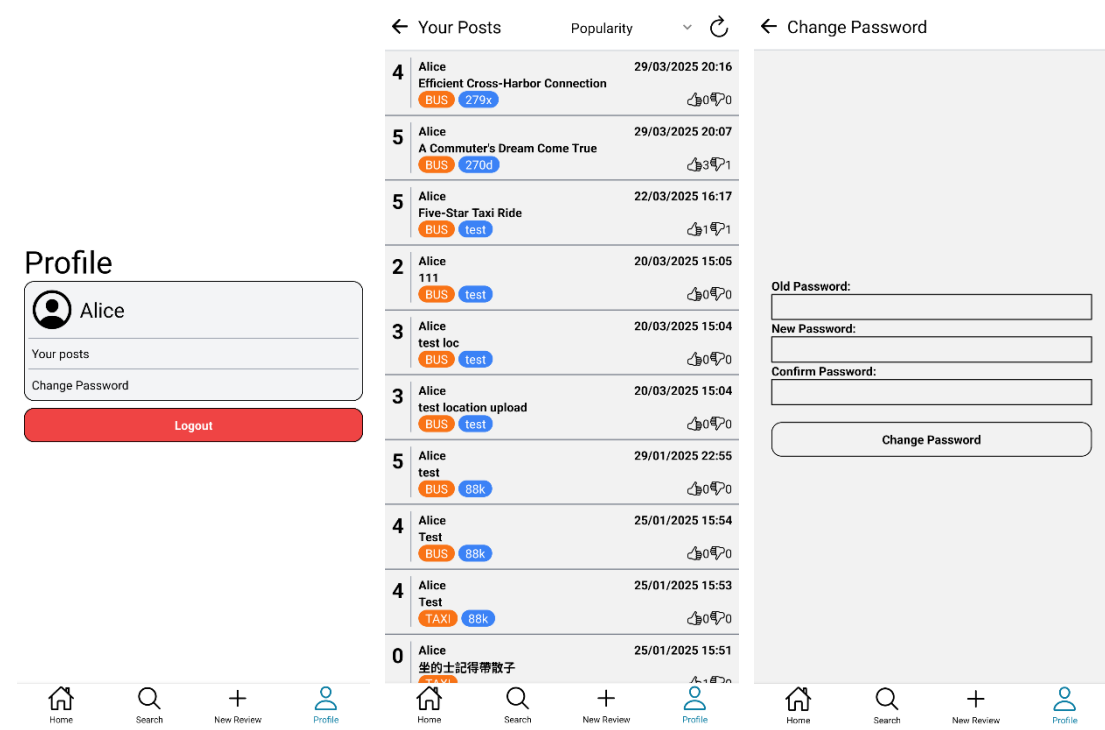 Profile
Alice
Your posts
Change Password
Logout
Home Search New Review Profile
Your Posts Popularity
4 Alice 29/03/2025 20:16
Efficient Cross-Harbor Connection
BUS 279x 0 0
5 Alice 29/03/2025 20:07
A Commuter's Dream Come True
BUS 270d 3 1
5 Alice 22/03/2025 16:17
Five-Star Taxi Ride
BUS test 1 1
2 Alice 20/03/2025 15:05
111
BUS test 0 0
3 Alice 20/03/2025 15:04
test loc
BUS test 0 0
3 Alice 20/03/2025 15:04
test location upload
BUS test 0 0
5 Alice 29/01/2025 22:55
test
BUS 88k 0 0
4 Alice 25/01/2025 15:54
Test
BUS 88k 0 0
4 Alice 25/01/2025 15:53
Test
TAXI 88k 0 0
0 Alice 25/01/2025 15:51
坐的士記得帶散子
TAXI 1 0
Home Search New Review Profile
Change Password
Old Password:
New Password:
Confirm Password:
Change Password
Home Search New Review Profile